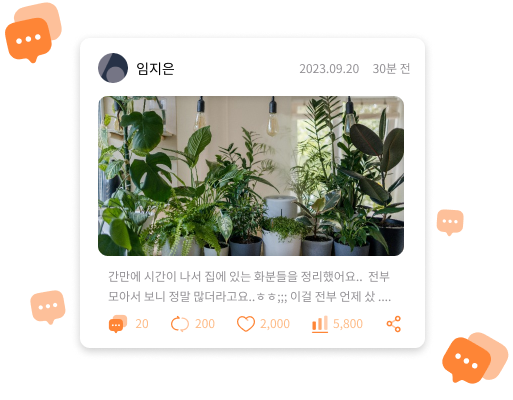 임지은
2023.09.20 30분 전
간만에 시간이 나서 집에 있는 화분들을 정리했어요.. 전부
모아서 보니 정말 많더라고요..ㅎㅎ;;; 이걸 전부 언제 샀 ....
20 200 2,000 5,800